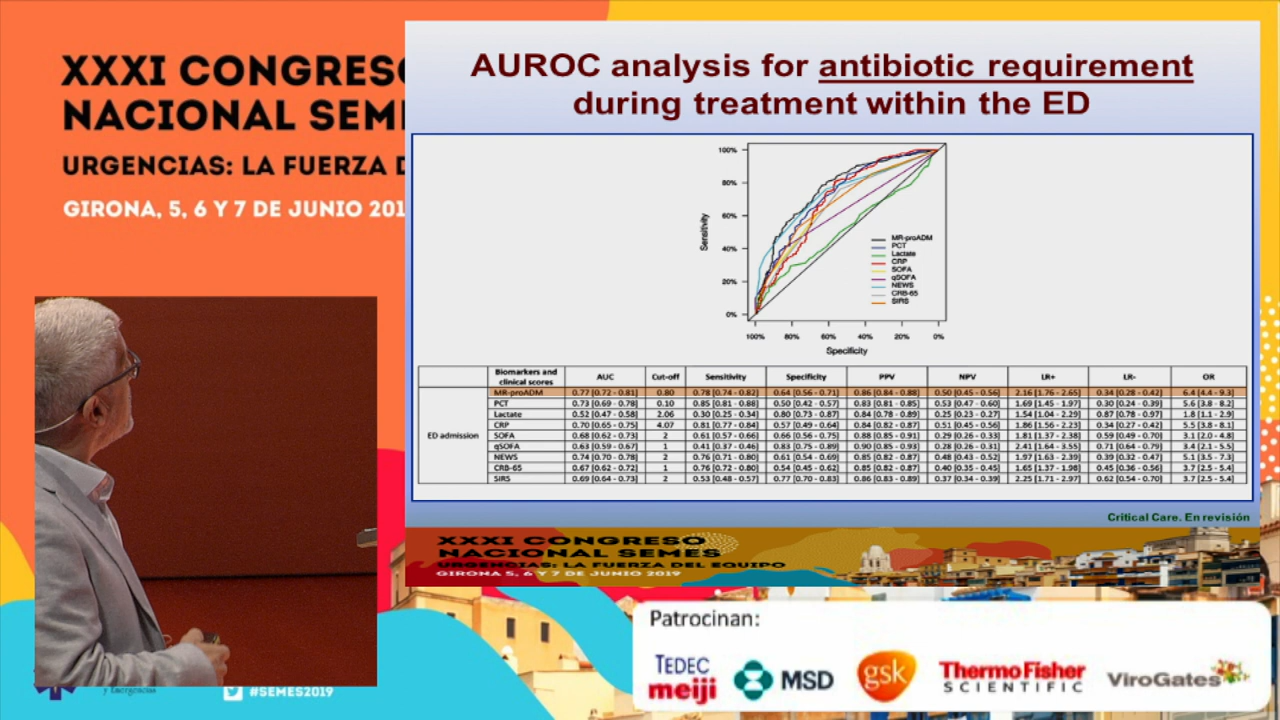 XXXI CONGRESO
NACIONAL SEM
URGENCIAS: LA FUERZA D
GIRONA, 5, 6 Y 7 DE JUNIO 201
AUROC analysis for antibiotic requirement
during treatment within the ED
100%
80%
60%
40%
20%
0%
Sensitivity
MR-proADM
PCT
Lactate
CRP
SOFA
qSOFA
NEWS
CRB-65
SIRS
100% 80% 60% 40% 20% 0%
Specificity
Biomarkers and clinical scores AUC Cut-off Sensitivity Specificity PPV NPV LR+ LR- OR
ED admission
MR-proADM 0.77 [0.72 - 0.81] 0.80 0.78 [0.74 - 0.82] 0.64 [0.56 - 0.71] 0.86 [0.84 - 0.88] 0.50 [0.45 - 0.56] 2.16 [1.76 - 2.65] 0.34 [0.28 - 0.42] 6.4 [4.4 - 9.3]
PCT 0.73 [0.69 - 0.78] 0.10 0.85 [0.81 - 0.88] 0.50 [0.42 - 0.57] 0.83 [0.81 - 0.85] 0.53 [0.47 - 0.60] 1.69 [1.45 - 1.97] 0.30 [0.24 - 0.39] 5.6 [3.8 - 8.2]
Lactate 0.52 [0.47 - 0.58] 2.06 0.30 [0.25 - 0.34] 0.80 [0.73 - 0.87] 0.84 [0.78 - 0.89] 0.25 [0.23 - 0.27] 1.54 [1.04 - 2.29] 0.87 [0.78 - 0.97] 1.8 [1.1 - 2.9]
CRP 0.70 [0.65 - 0.75] 4.07 0.81 [0.77 - 0.84] 0.57 [0.49 - 0.64] 0.84 [0.82 - 0.87] 0.51 [0.45 - 0.56] 1.86 [1.56 - 2.23] 0.34 [0.27 - 0.42] 5.5 [3.8 - 8.1]
SOFA 0.68 [0.62 - 0.73] 2 0.61 [0.57 - 0.66] 0.66 [0.56 - 0.75] 0.88 [0.85 - 0.91] 0.29 [0.26 - 0.33] 1.81 [1.37 - 2.38] 0.59 [0.49 - 0.70] 3.1 [2.0 - 4.8]
qSOFA 0.63 [0.59 - 0.67] 1 0.41 [0.37 - 0.46] 0.83 [0.75 - 0.89] 0.90 [0.85 - 0.93] 0.28 [0.26 - 0.31] 2.41 [1.64 - 3.55] 0.71 [0.64 - 0.79] 3.4 [2.1 - 5.5]
NEWS 0.74 [0.70 - 0.78] 2 0.76 [0.71 - 0.80] 0.61 [0.54 - 0.69] 0.85 [0.82 - 0.87] 0.48 [0.43 - 0.52] 1.97 [1.63 - 2.39] 0.39 [0.32 - 0.47] 5.1 [3.5 - 7.3]
CRB-65 0.67 [0.62 - 0.72] 1 0.76 [0.72 - 0.80] 0.54 [0.45 - 0.62] 0.85 [0.82 - 0.87] 0.40 [0.35 - 0.45] 1.65 [1.37 - 1.98] 0.45 [0.36 - 0.56] 3.7 [2.5 - 5.4]
SIRS 0.69 [0.64 - 0.73] 2 0.53 [0.48 - 0.57] 0.77 [0.70 - 0.83] 0.86 [0.83 - 0.89] 0.37 [0.34 - 0.39] 2.25 [1.71 - 2.97] 0.62 [0.54 - 0.70] 3.7 [2.5 - 5.4]
Critical Care. En revisión
XXXI CONGRESO
NACIONAL SEMES
URGENCIAS: LA FUERZA DEL EQUIPO
GIRONA 5, 6 Y 7 DE JUNIO 2019
Patrocinan:
TEDEC meiji MSD gsk ThermoFisher SCIENTIFIC ViroGates
y Emergencias #SEMES2019